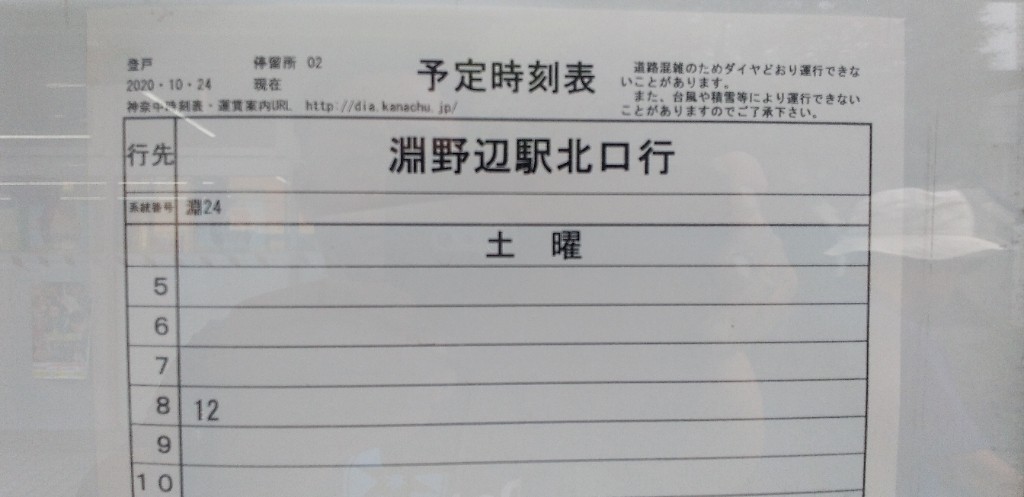 登戸 停留所 02
2020・10・24 現在
神奈中時刻表・運賃案内URL http://dia.kanachu.jp/
予定時刻表
道路混雑のためダイヤどおり運行できな
いことがあります。
また、台風や積雪等により運行できない
ことがありますのでご了承下さい。
行先 淵野辺駅北口行
系統番号 淵24
土 曜
5
6
7
8 12
9
10